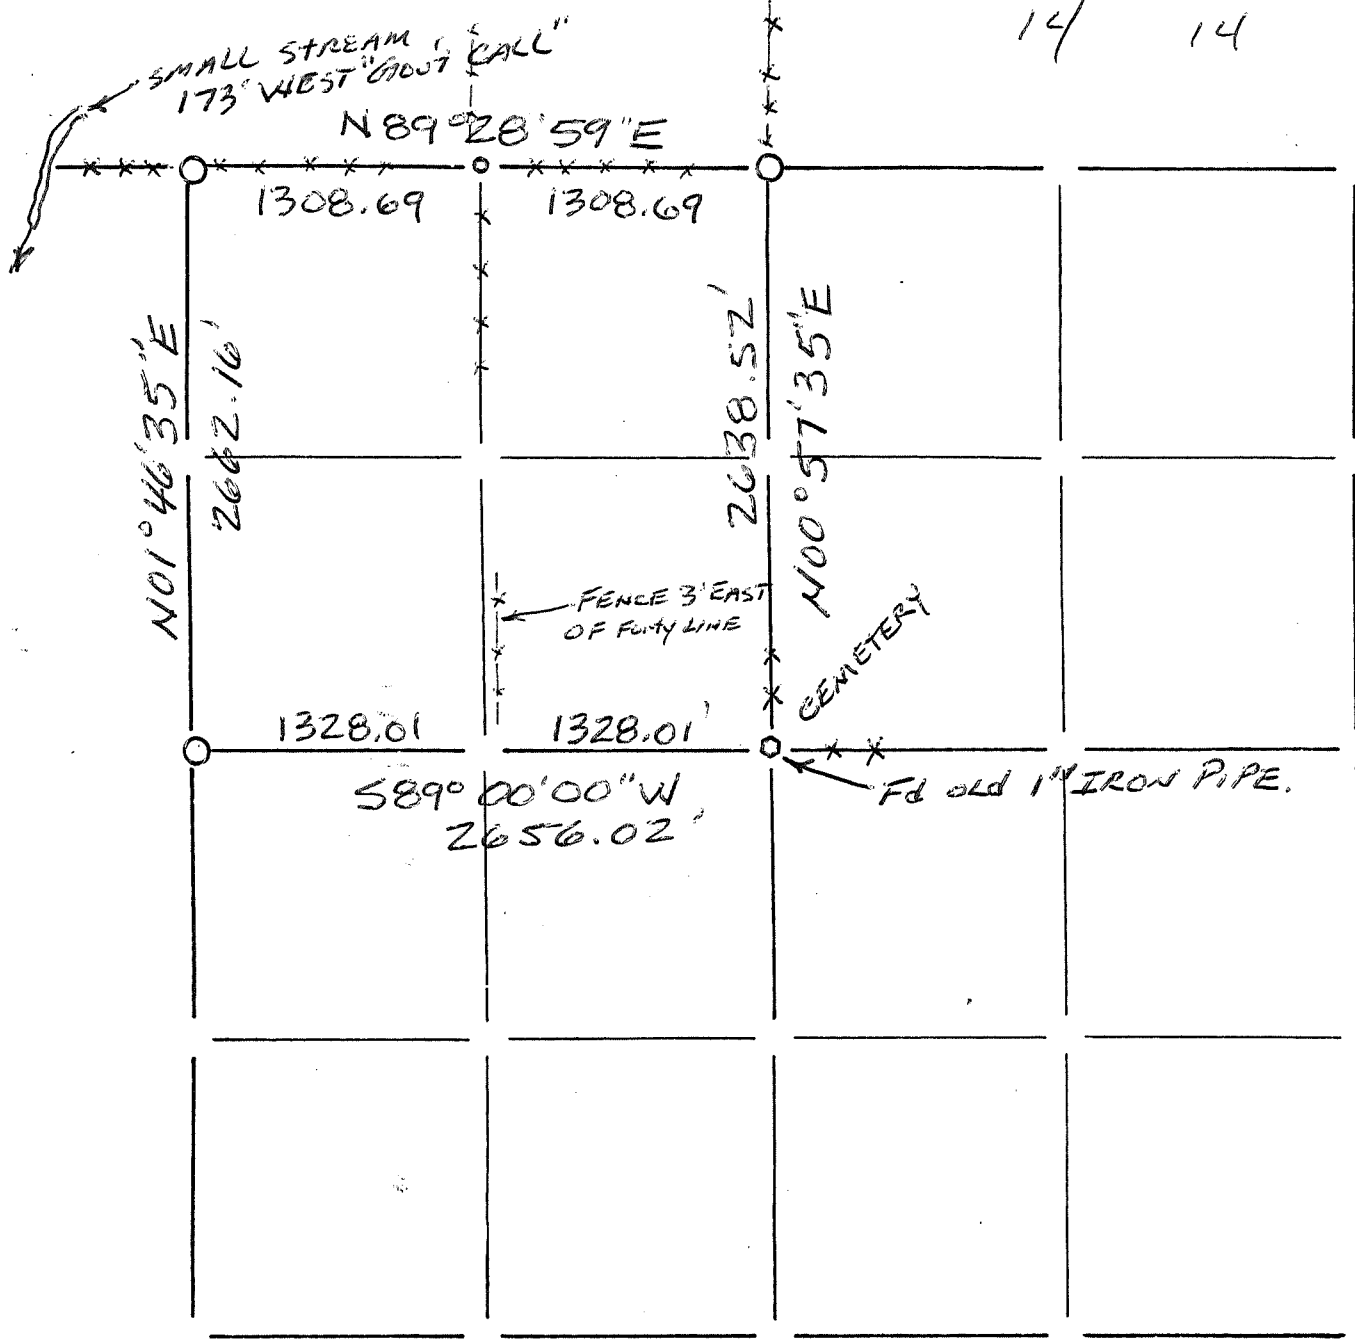 14 14
SMALL STREAM
173' WEST "GOVT CALL"
N89°28'59"E
1308.69 1308.69
N01°46'35"E
2662.16'
2638.52'
N00°57'35"E
FENCE 3' EAST
OF Forty LINE
CEMETERY
1328.01 1328.01'
S89°00'00"W
2656.02'
Fd old 1" IRON PIPE.